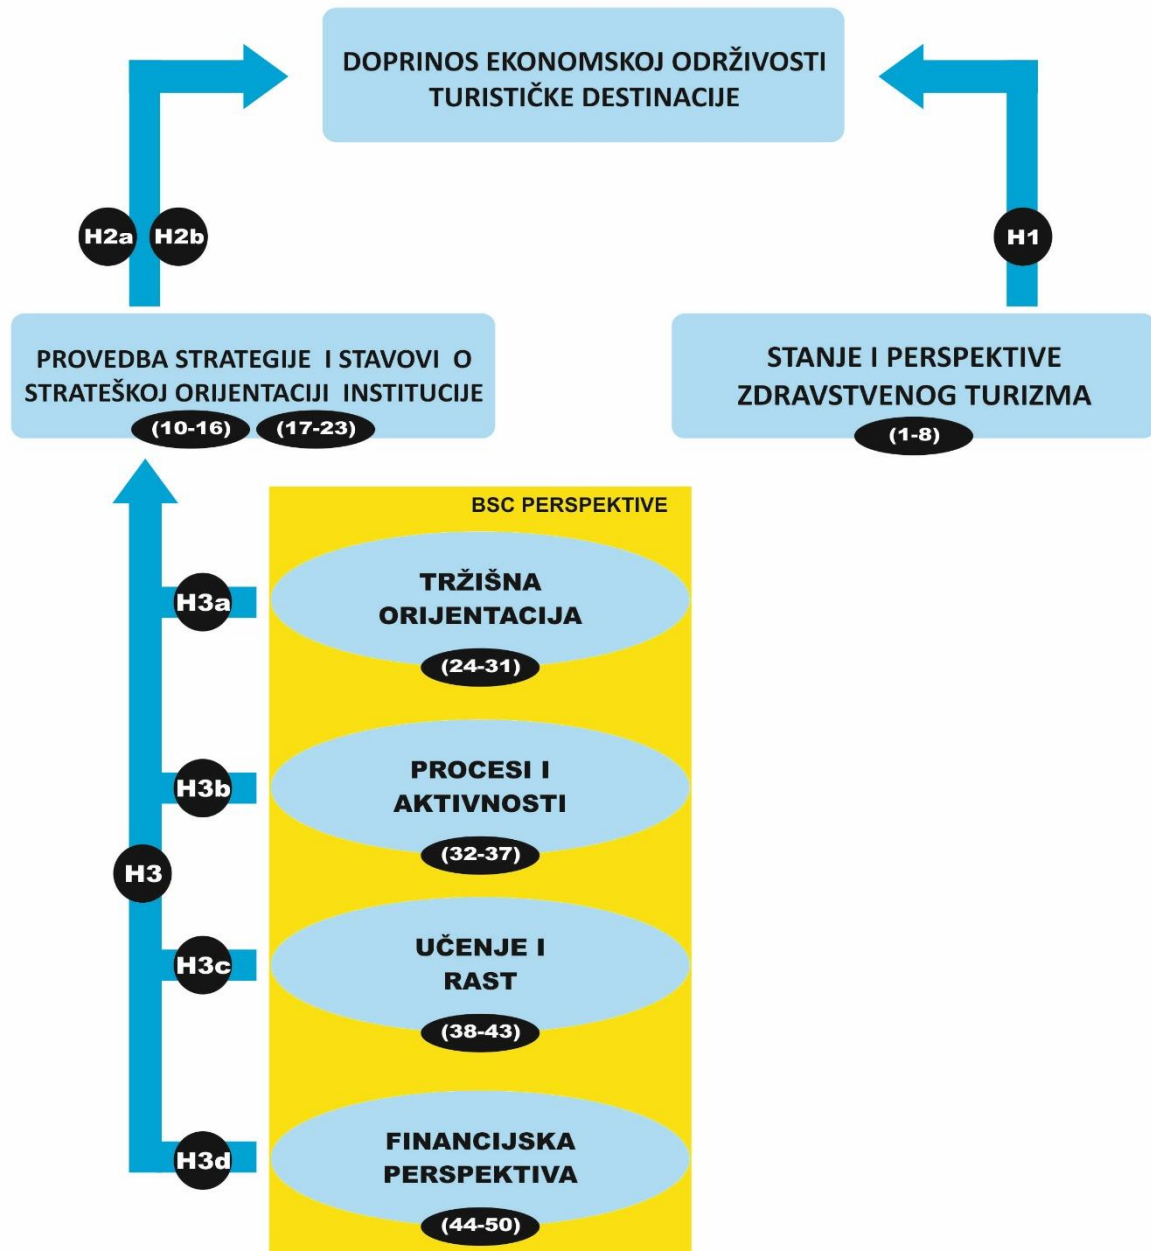 DOPRINOS EKONOMSKOJ ODRŽIVOSTI
TURISTIČKE DESTINACIJE
H2a
H2b
H1
PROVEDBA STRATEGIJE I STAVOVI O
STRATEŠKOJ ORIJENTACIJI INSTITUCIJE
(10-16)
(17-23)
STANJE I PERSPEKTIVE
ZDRAVSTVENOG TURIZMA
(1-8)
BSC PERSPEKTIVE
H3a
TRŽIŠNA
ORIJENTACIJA
(24-31)
H3b
PROCESI I
AKTIVNOSTI
(32-37)
H3
H3c
UČENJE I
RAST
(38-43)
H3d
FINANCIJSKA
PERSPEKTIVA
(44-50)